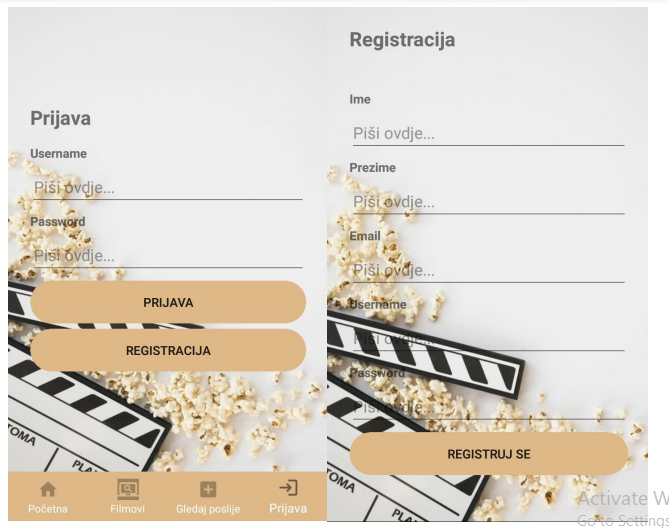 Prijava
Username
Piši ovdje...
Password
Piši ovdje...
PRIJAVA
REGISTRACIJA
TOMA
Početna
Filmovi
Gledaj poslije
Prijava
Registracija
Ime
Piši ovdje...
Prezime
Piši ovdje...
Email
Piši ovdje...
Username
Piši ovdje...
Password
Piši ovdje...
REGISTRUJ SE
TOMA
Activate W
Go to Settings